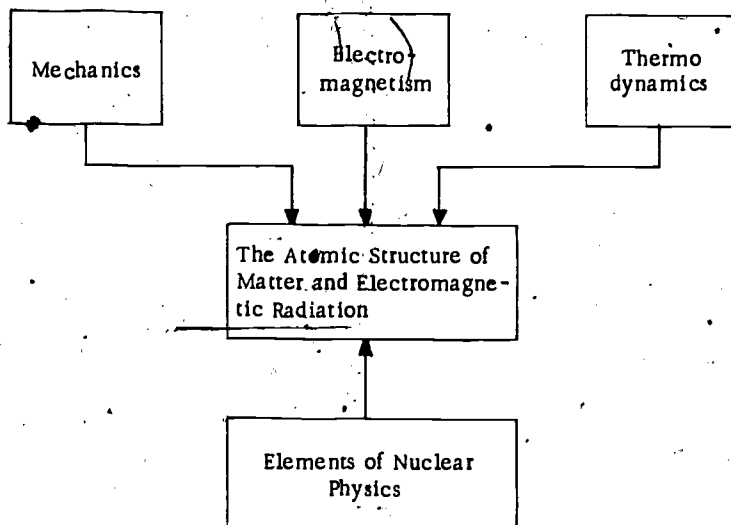 Mechanics
Electro-
magnetism
Thermo
dynamics
The Atomic Structure of
Matter and Electromagne-
tic Radiation
Elements of Nuclear
Physics